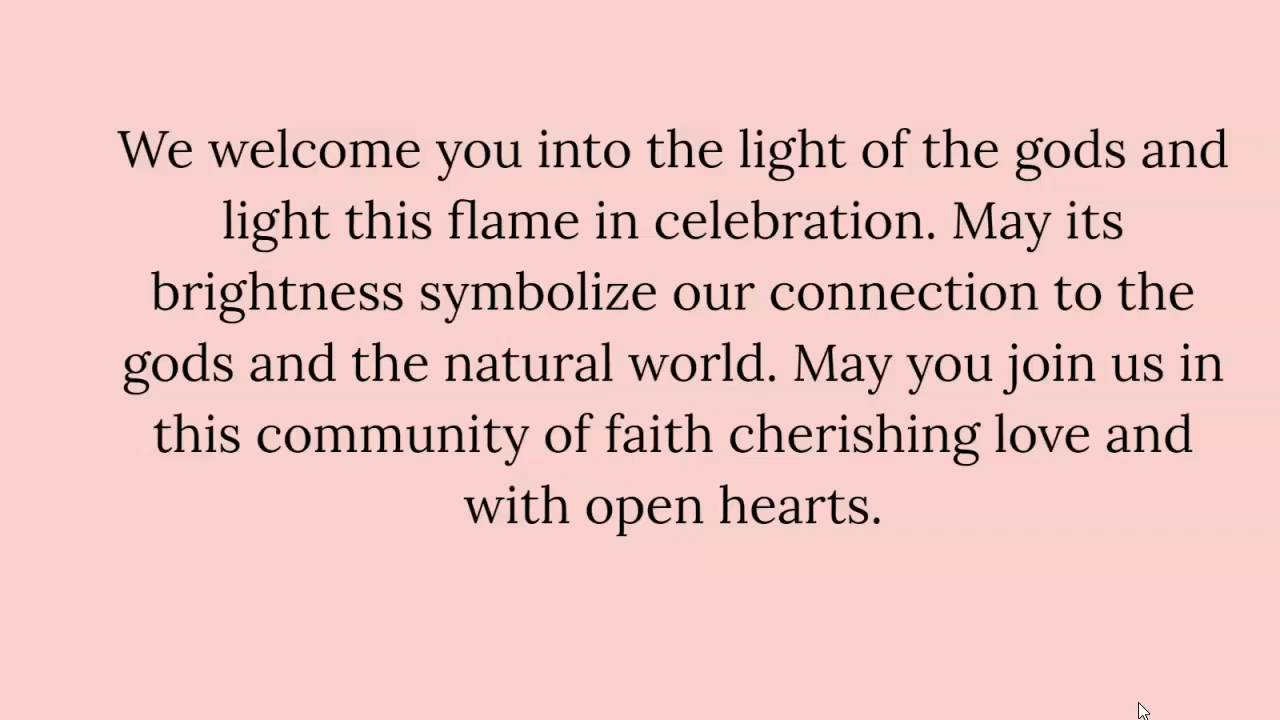 We welcome you into the light of the gods and
light this flame in celebration. May its
brightness symbolize our connection to the
gods and the natural world. May you join us in
this community of faith cherishing love and
with open hearts.